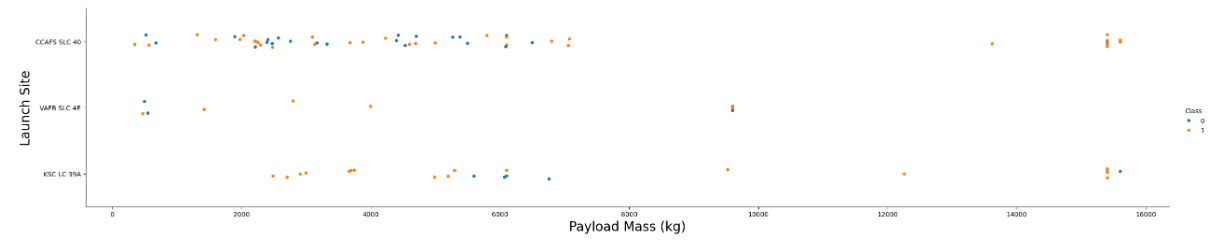 Launch Site
CCAFS SLC 40
VAFB SLC 4E
KSC LC 39A
0 2000 4000 6000 8000 10000 12000 14000 16000
Payload Mass (kg)
Class
0
1